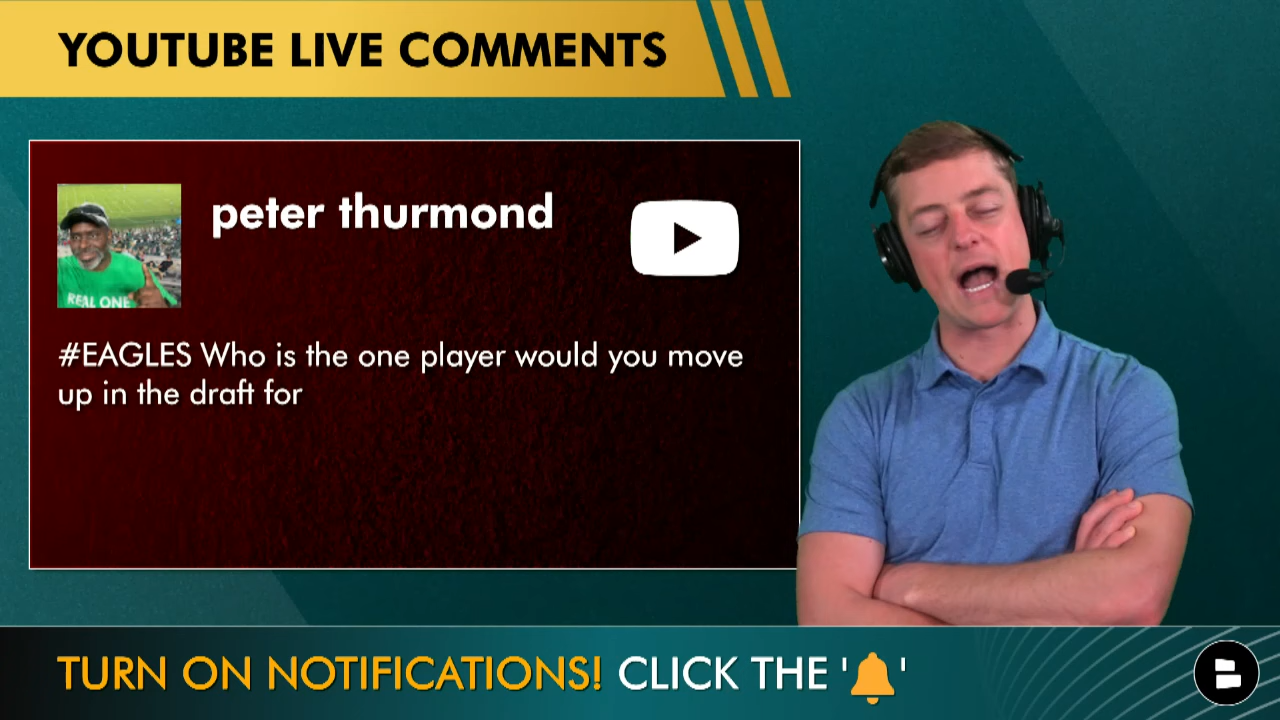 YOUTUBE LIVE COMMENTS
peter thurmond
REAL ONE
#EAGLES Who is the one player would you move
up in the draft for
TURN ON NOTIFICATIONS! CLICK THE ' '